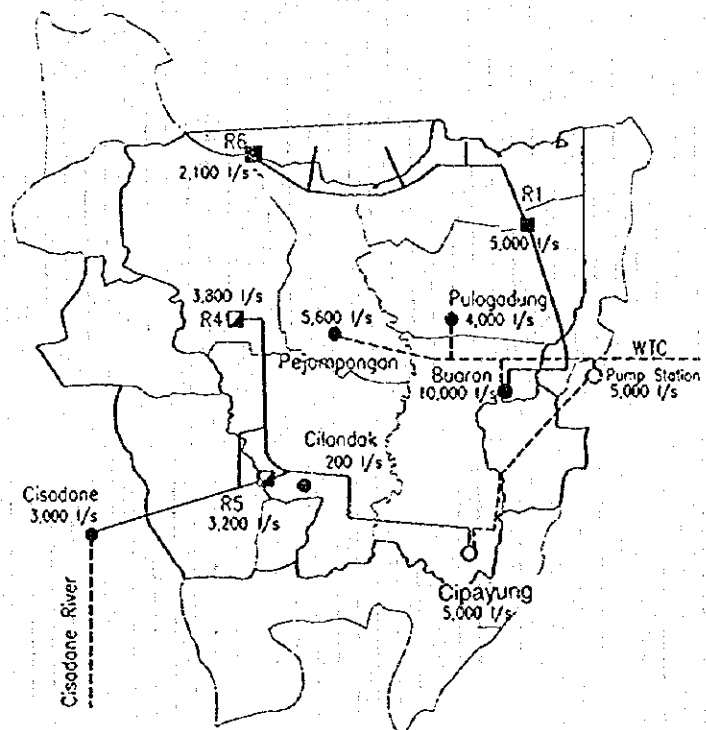 R6
2,100 l/s
R1
5,000 l/s
3,800 l/s
R4
5,600 l/s
Pejompongan
Pulogadung
4,000 l/s
WTC
Buaran
10,000 l/s
Pump Station
5,000 l/s
Cilandak
200 l/s
Cisadane
3,000 l/s
R5
3,200 l/s
Cipayung
5,000 l/s
Cisadane River